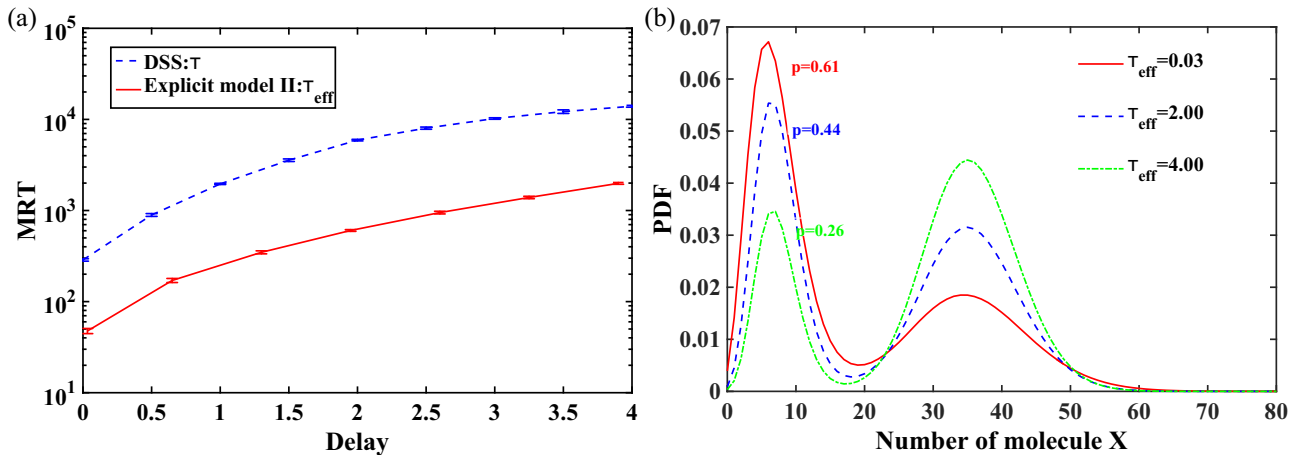 (a)
MRT
10^5
10^4
10^3
10^2
10^1
DSS:τ
Explicit model II:τ_eff
0 0.5 1 1.5 2 2.5 3 3.5 4
Delay
(b)
PDF
0.07
0.06
0.05
0.04
0.03
0.02
0.01
0
p=0.61
p=0.44
p=0.26
τ_eff=0.03
τ_eff=2.00
τ_eff=4.00
0 10 20 30 40 50 60 70 80
Number of molecule X